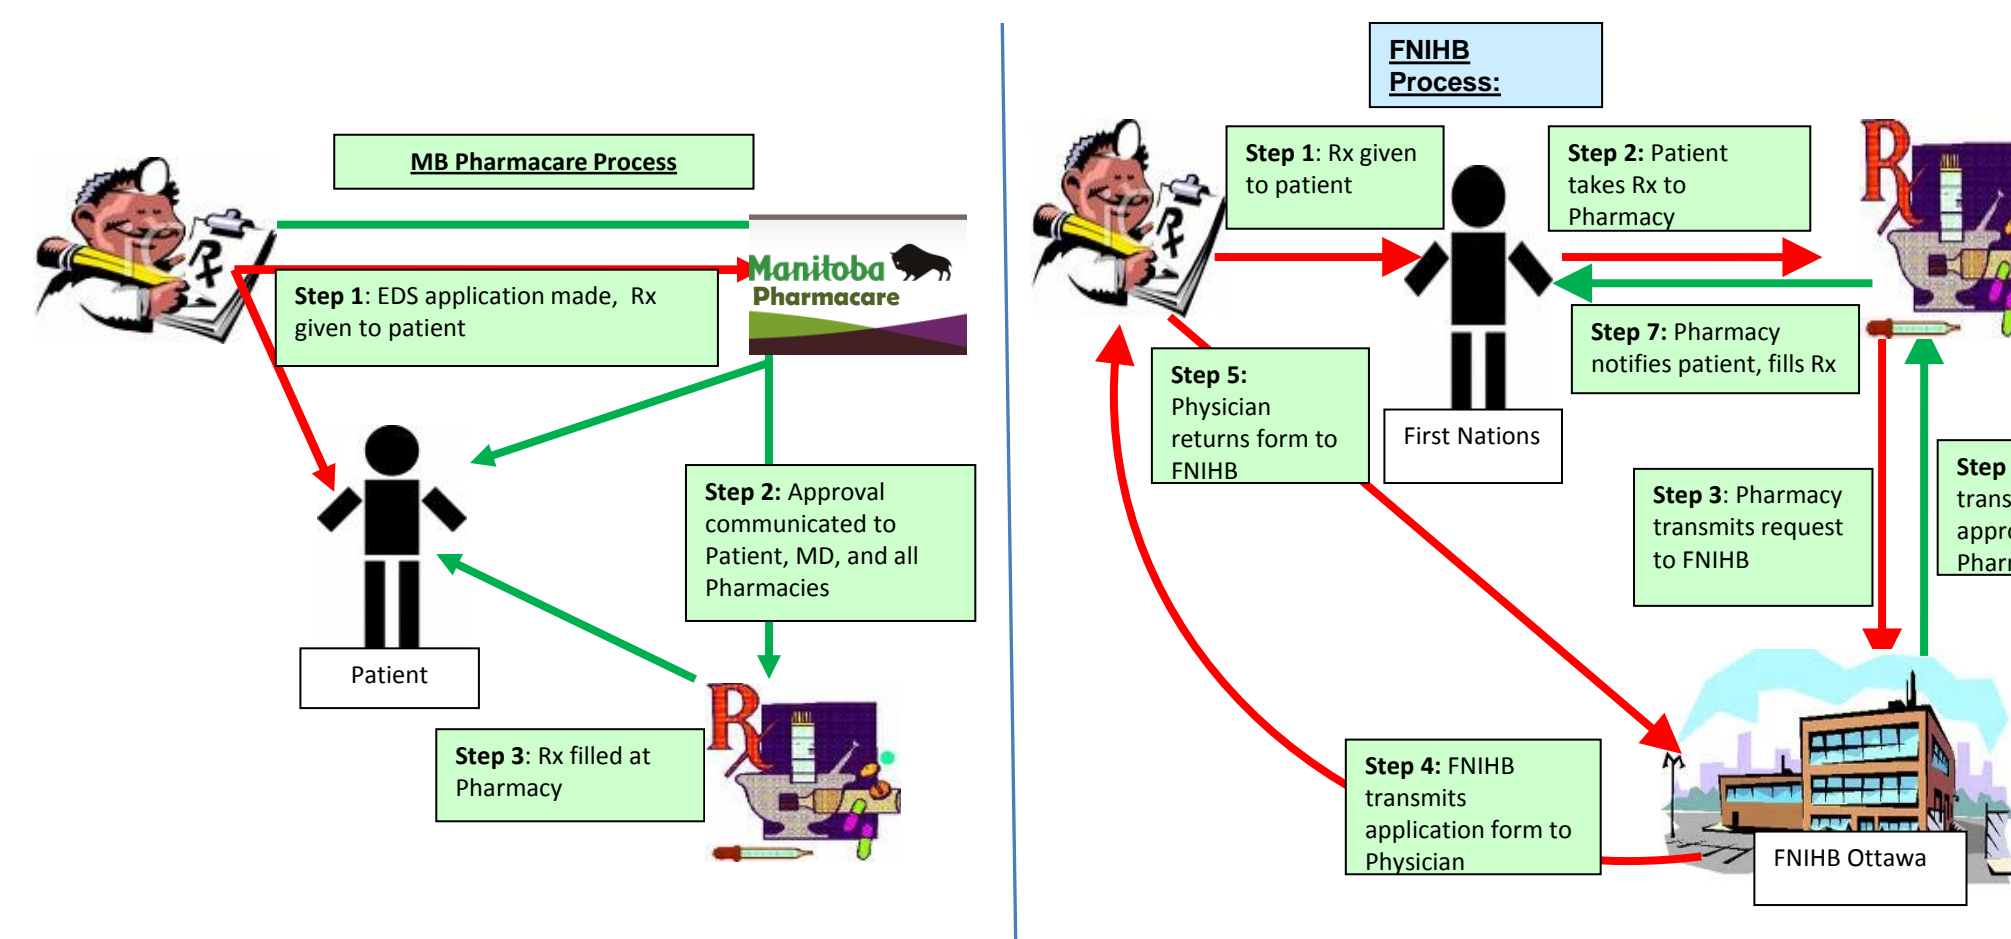 MB Pharmacare Process
Manitoba
Pharmacare
Step 1: EDS application made, Rx
given to patient
Step 2: Approval
communicated to
Patient, MD, and all
Pharmacies
Patient
Step 3: Rx filled at
Pharmacy
FNIHB
Process:
Step 1: Rx given
to patient
Step 2: Patient
takes Rx to
Pharmacy
Step 7: Pharmacy
notifies patient, fills Rx
Step 5:
Physician
returns form to
FNIHB
First Nations
Step 3: Pharmacy
transmits request
to FNIHB
Step
Step 4: FNIHB
transmits
application form to
Physician
FNIHB Ottawa
Rx
Rx
R
R